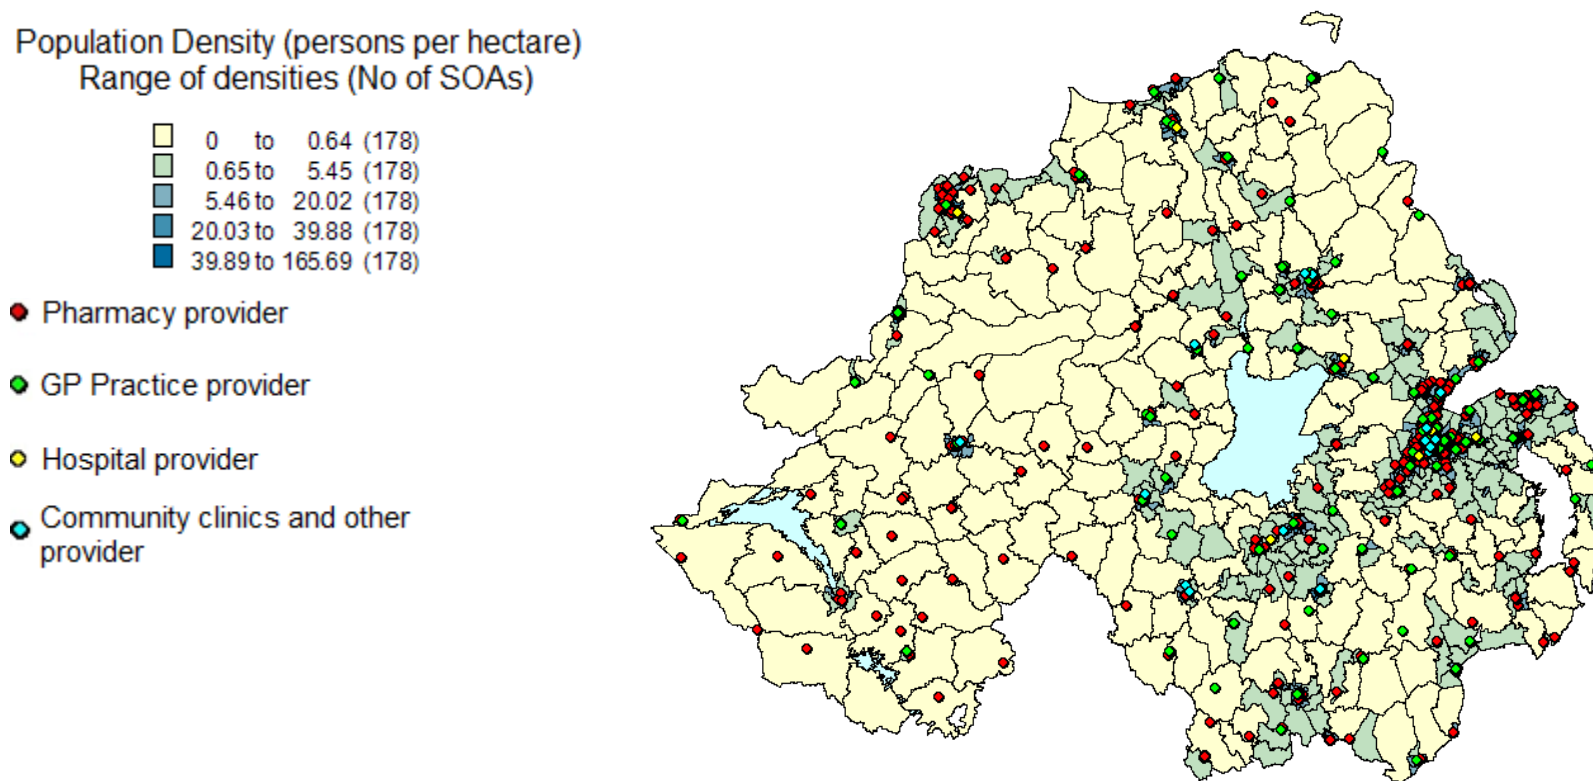 Population Density (persons per hectare)
Range of densities (No of SOAs)
0 to 0.64 (178)
0.65 to 5.45 (178)
5.46 to 20.02 (178)
20.03 to 39.88 (178)
39.89 to 165.69 (178)
Pharmacy provider
GP Practice provider
Hospital provider
Community clinics and other
provider